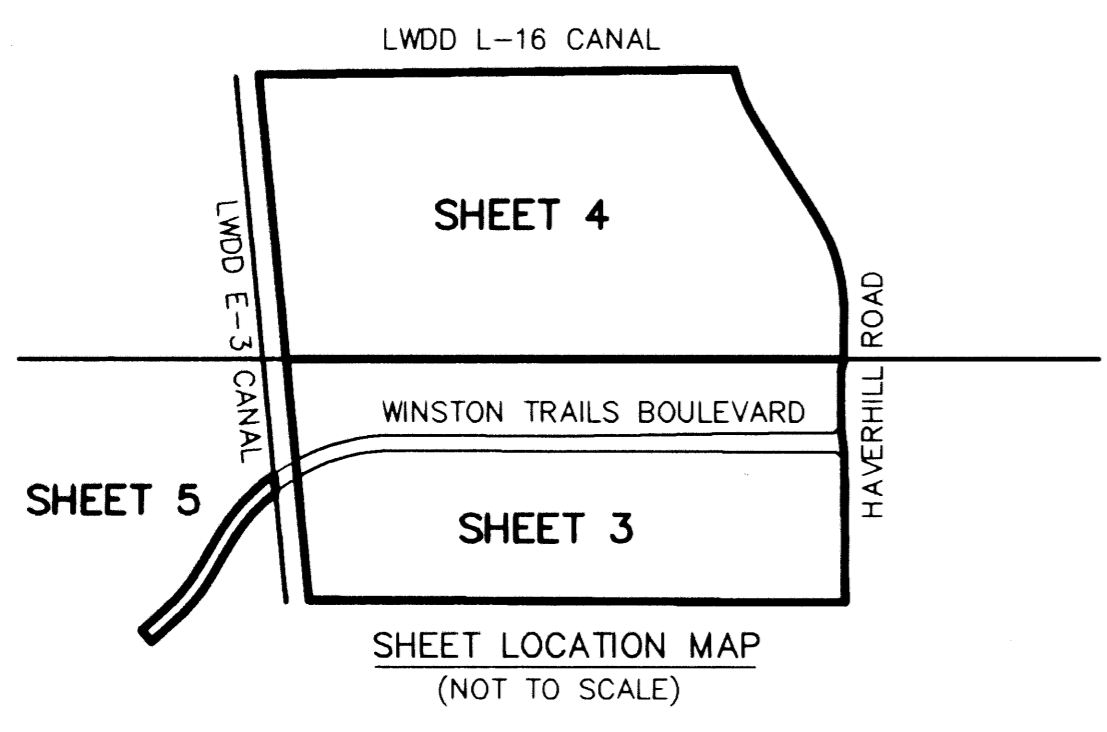 LWDD L-16 CANAL
SHEET 4
LWDD E-3 CANAL
HAVERHILL ROAD
WINSTON TRAILS BOULEVARD
SHEET 5
SHEET 3
SHEET LOCATION MAP
(NOT TO SCALE)